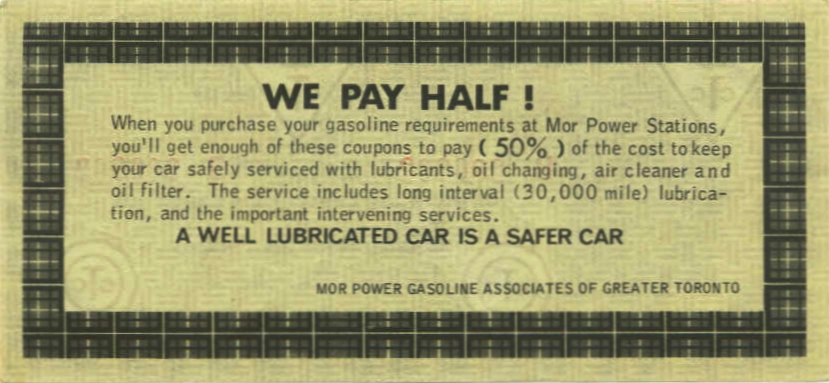 WE PAY HALF !
When you purchase your gasoline requirements at Mor Power Stations,
you'll get enough of these coupons to pay ( 50% ) of the cost to keep
your car safely serviced with lubricants, oil changing, air cleaner and
oil filter. The service includes long interval (30,000 mile) lubrica-
tion, and the important intervening services.
A WELL LUBRICATED CAR IS A SAFER CAR
MOR POWER GASOLINE ASSOCIATES OF GREATER TORONTO